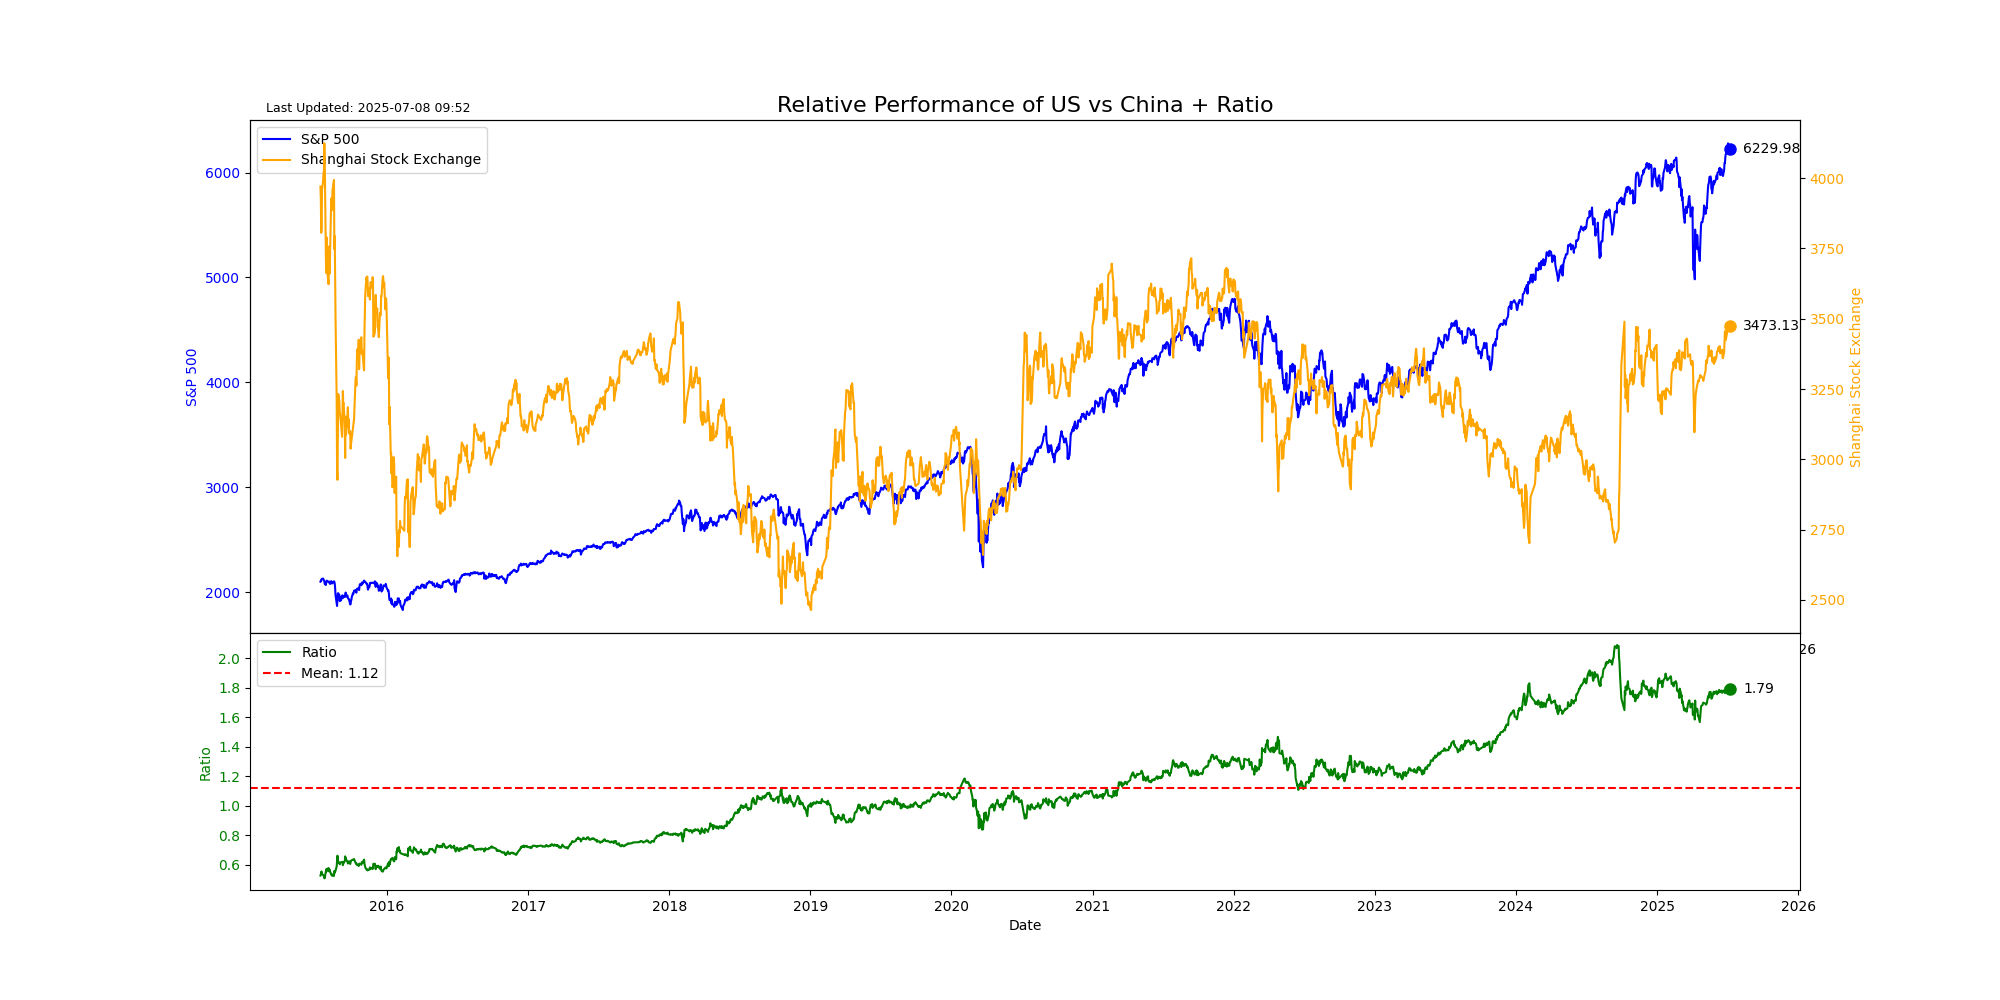 Relative Performance of US vs China + Ratio
Last Updated: 2025-07-08 09:52
S&P 500
Shanghai Stock Exchange
6000
5000
4000
3000
2000
S&P 500
6229.98
3473.13
4000
3750
3500
3250
3000
2750
2500
Shanghai Stock Exchange
26
Ratio
Mean: 1.12
2.0
1.8
1.6
1.4
1.2
1.0
0.8
0.6
Ratio
1.79
2016 2017 2018 2019 2020 2021 2022 2023 2024 2025 2026
Date